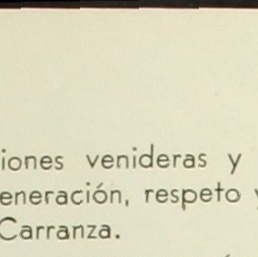 iones venideras y
eneración, respeto y
Carranza.